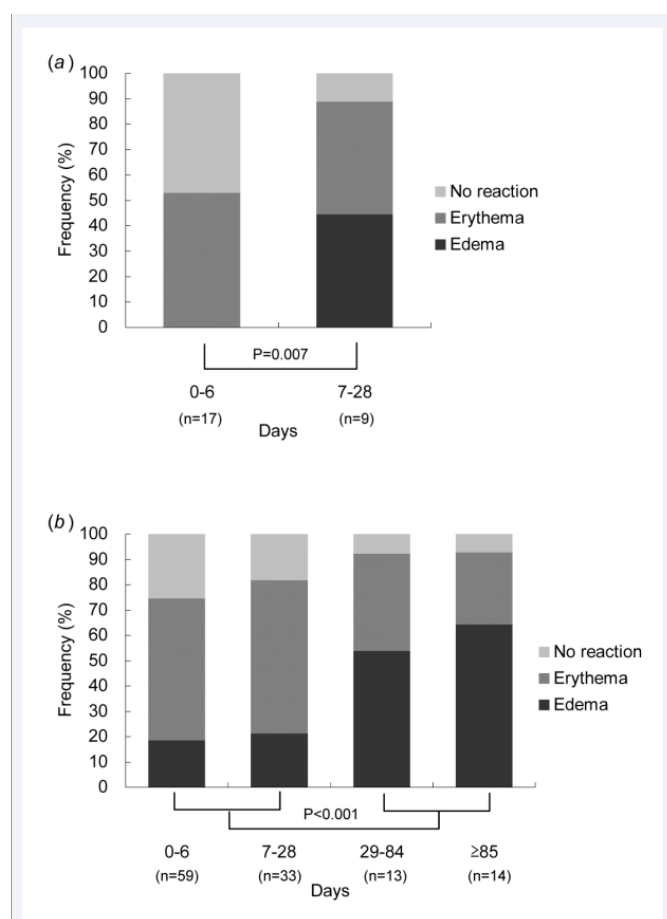 (a)
100
90
80
70
60
50
40
30
20
10
0
Frequency (%)
No reaction
Erythema
Edema
P=0.007
0-6 7-28
(n=17) (n=9)
Days
(b)
100
90
80
70
60
50
40
30
20
10
0
Frequency (%)
No reaction
Erythema
Edema
P<0.001
0-6 7-28 29-84 ≥85
(n=59) (n=33) (n=13) (n=14)
Days